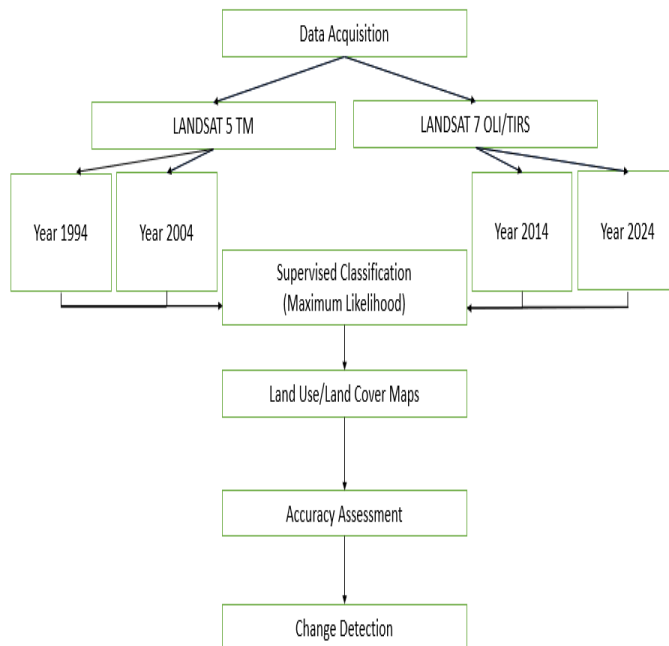 Data Acquisition
LANDSAT 5 TM
LANDSAT 7 OLI/TIRS
Year 1994
Year 2004
Year 2014
Year 2024
Supervised Classification
(Maximum Likelihood)
Land Use/Land Cover Maps
Accuracy Assessment
Change Detection